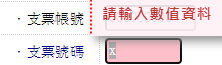 · 支票帳號
請輸入數值資料
· 支票號碼
x